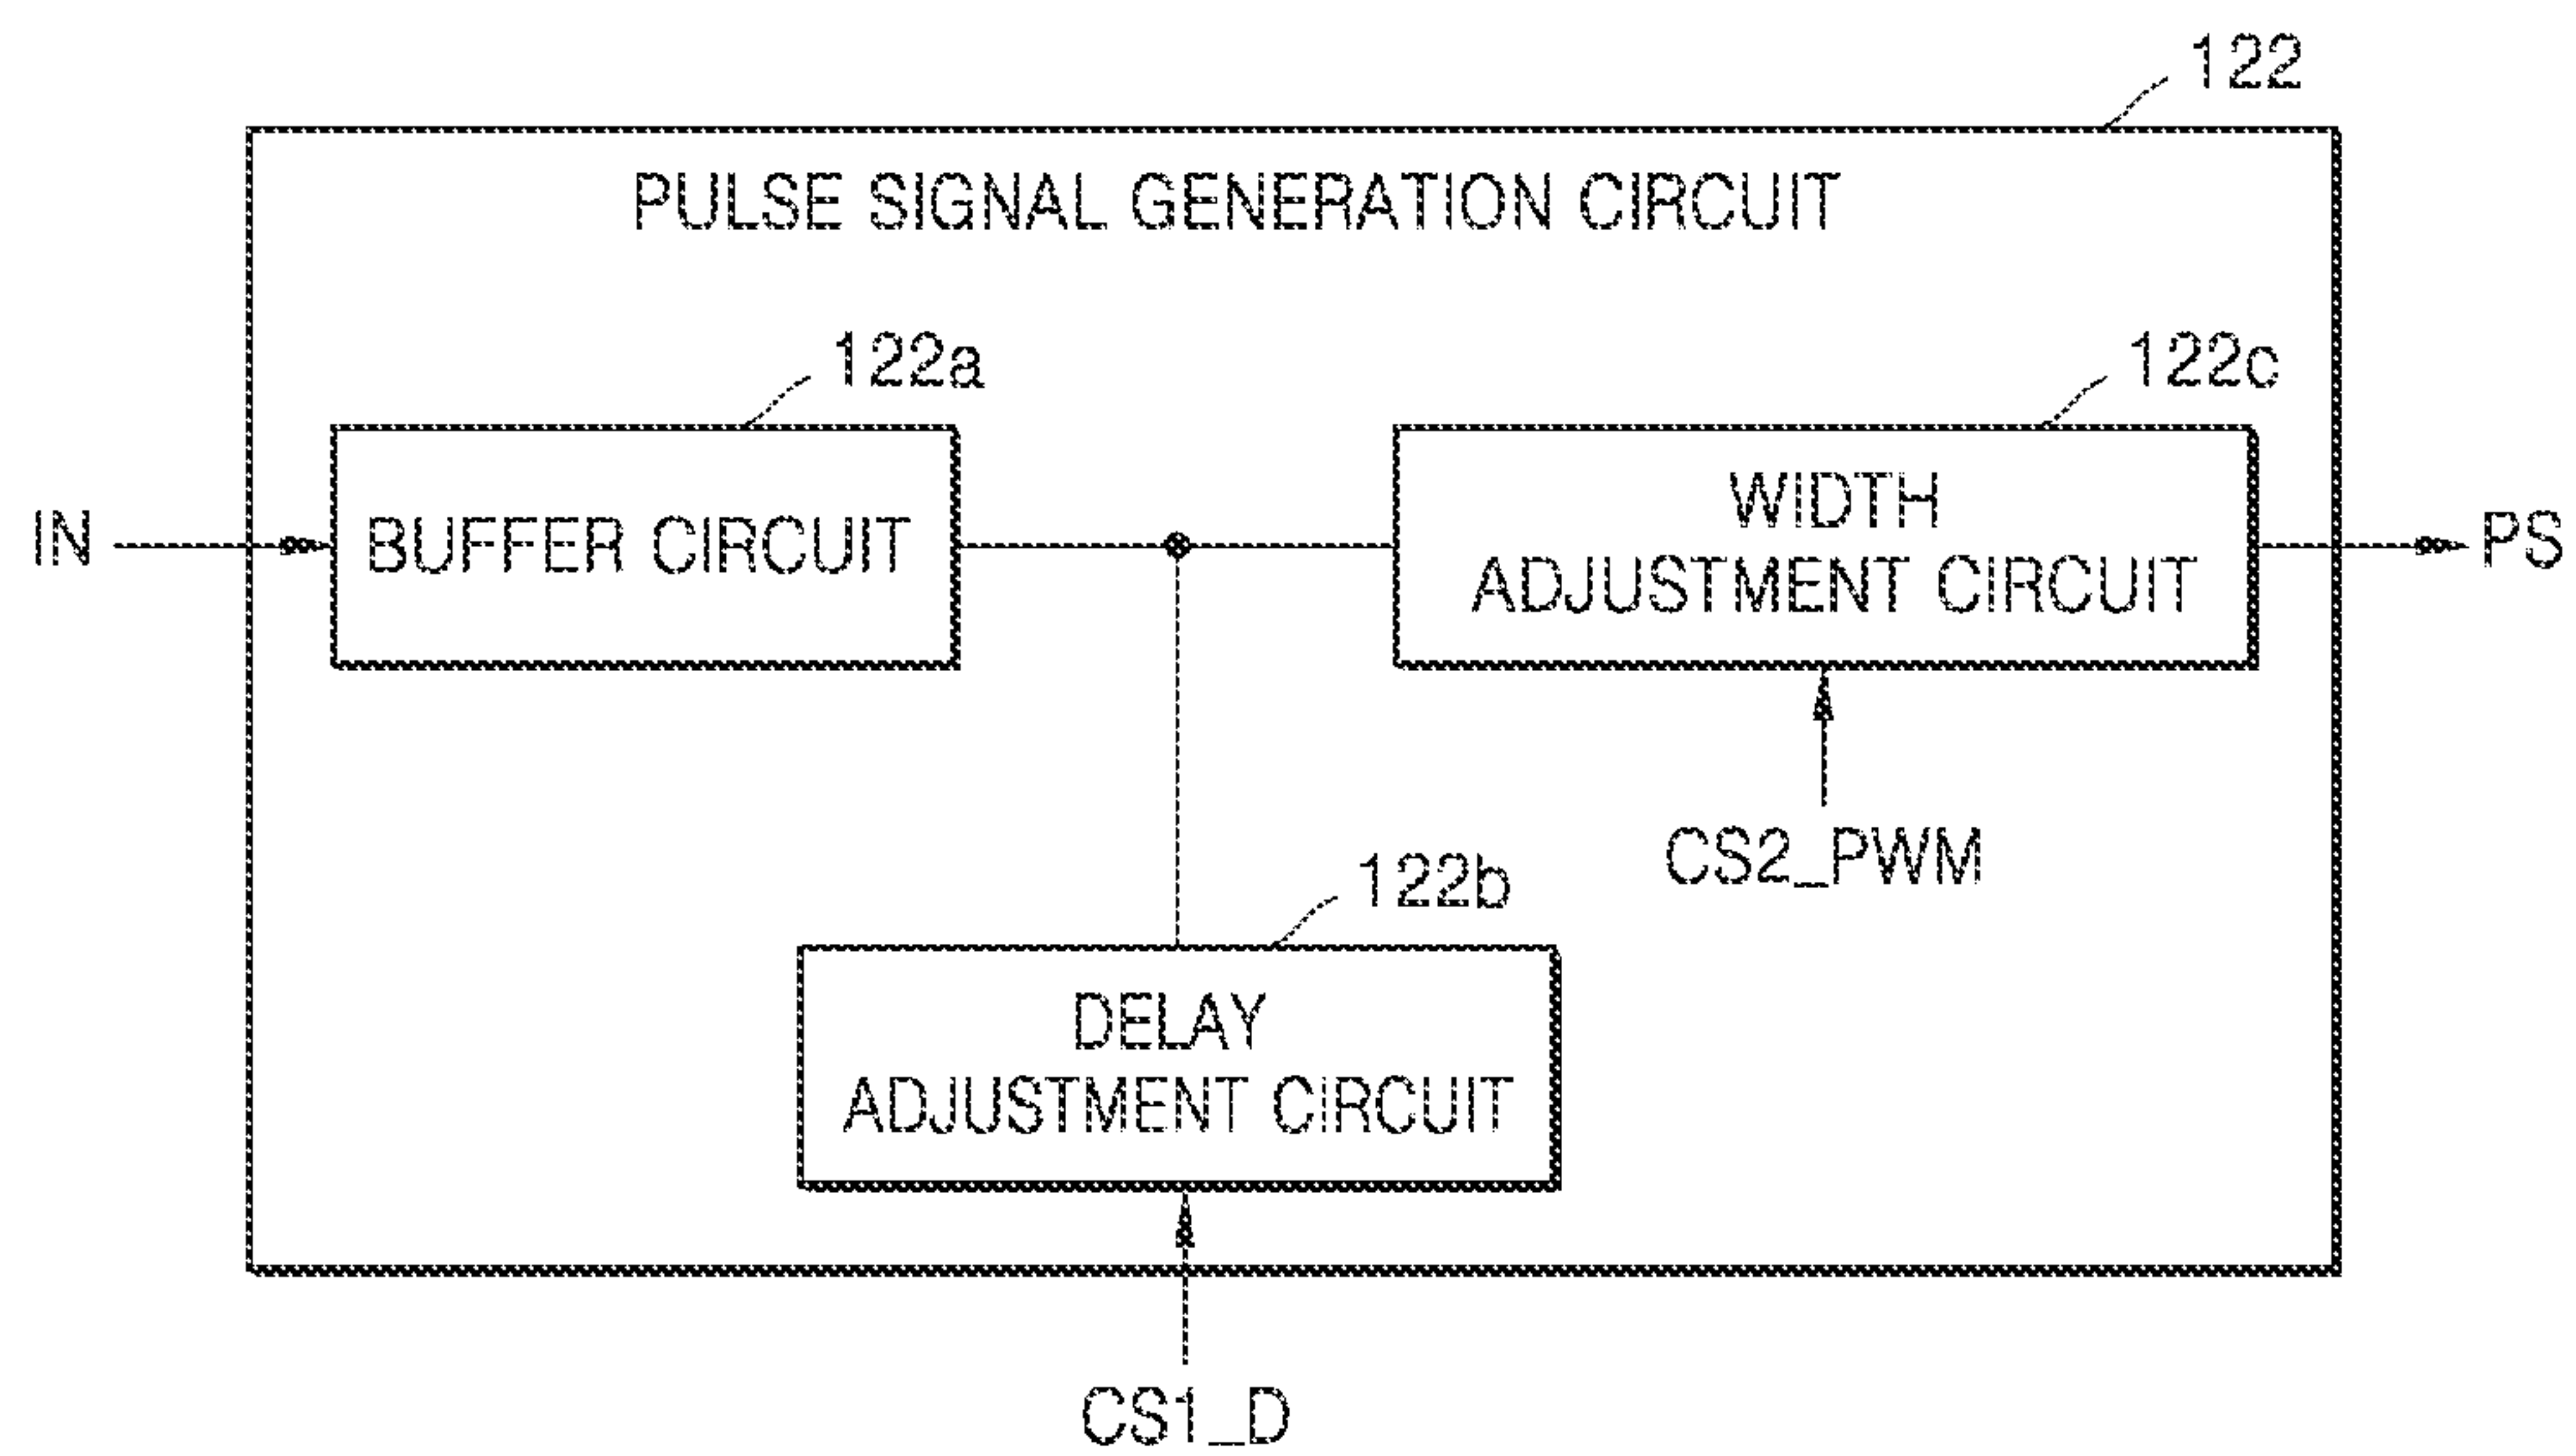 122
PULSE SIGNAL GENERATION CIRCUIT
122a
122c
IN
BUFFER CIRCUIT
WIDTH
ADJUSTMENT CIRCUIT
PS
CS2_PWM
122b
DELAY
ADJUSTMENT CIRCUIT
CS1_D